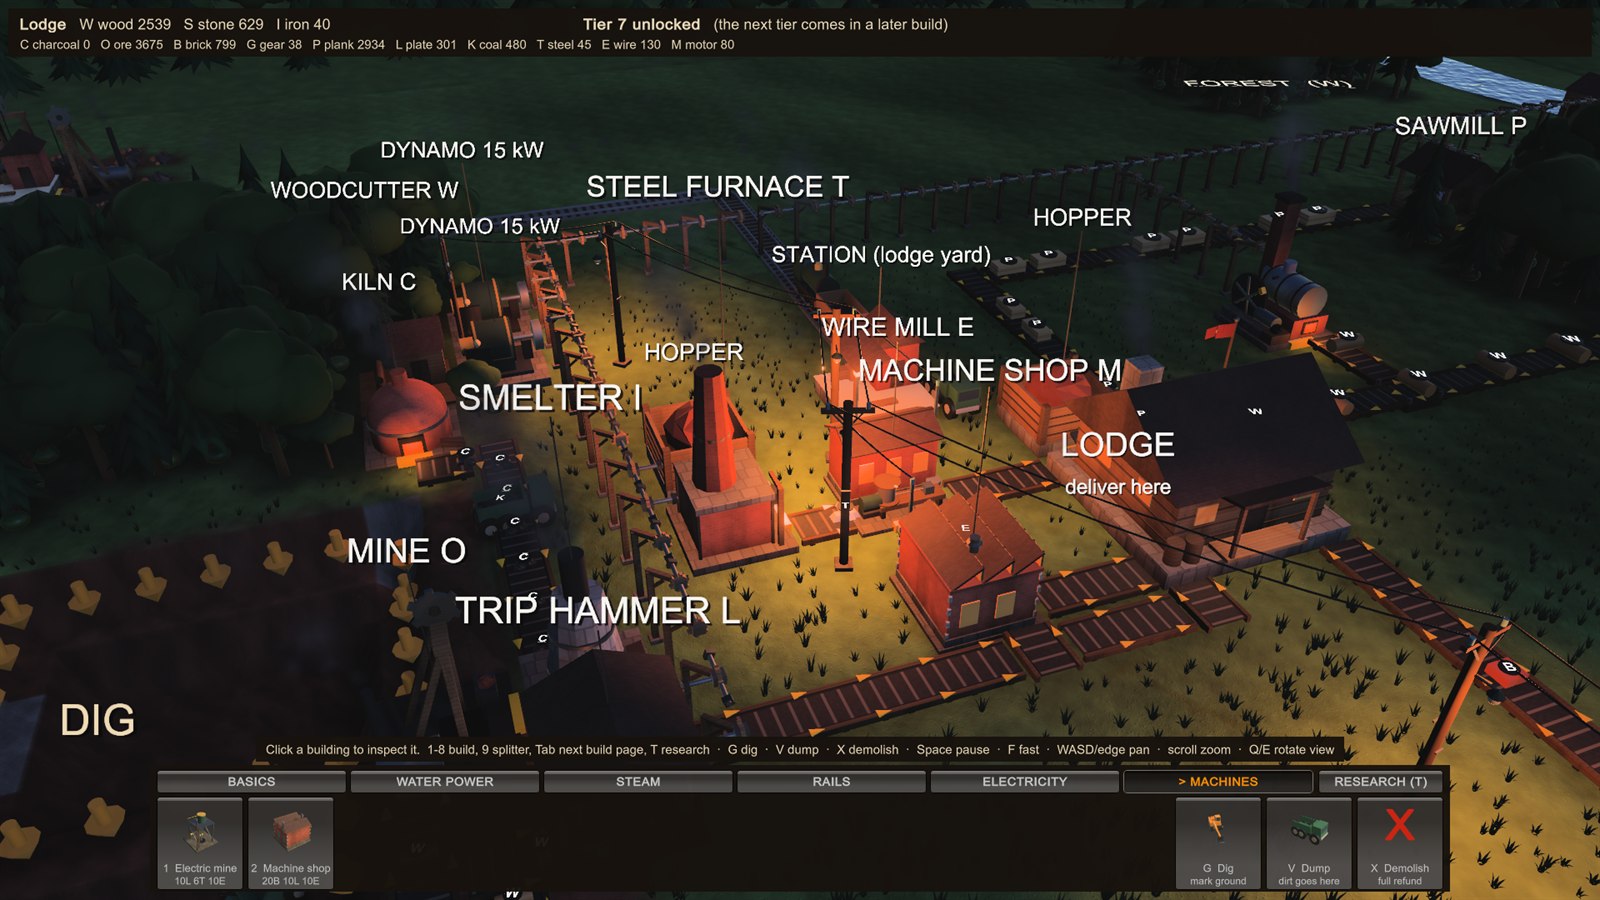 Lodge W wood 2539 S stone 629 I iron 40
Tier 7 unlocked (the next tier comes in a later build)
C charcoal 0 O ore 3675 B brick 799 G gear 38 P plank 2934 L plate 301 K coal 480 T steel 45 E wire 130 M motor 80
FOREST (W)
SAWMILL P
DYNAMO 15 kW
WOODCUTTER W
STEEL FURNACE T
DYNAMO 15 kW
HOPPER
STATION (lodge yard)
KILN C
WIRE MILL E
HOPPER
MACHINE SHOP M
SMELTER I
LODGE
deliver here
MINE O
TRIP HAMMER L
DIG
Click a building to inspect it. 1-8 build, 9 splitter, Tab next build page, T research · G dig · V dump · X demolish · Space pause · F fast · WASD/edge pan · scroll zoom · Q/E rotate view
BASICS
WATER POWER
STEAM
RAILS
ELECTRICITY
> MACHINES
RESEARCH (T)
1 Electric mine
10L 6T 10E
2 Machine shop
20B 10L 10E
G Dig
mark ground
V Dump
dirt goes here
X Demolish
full refund